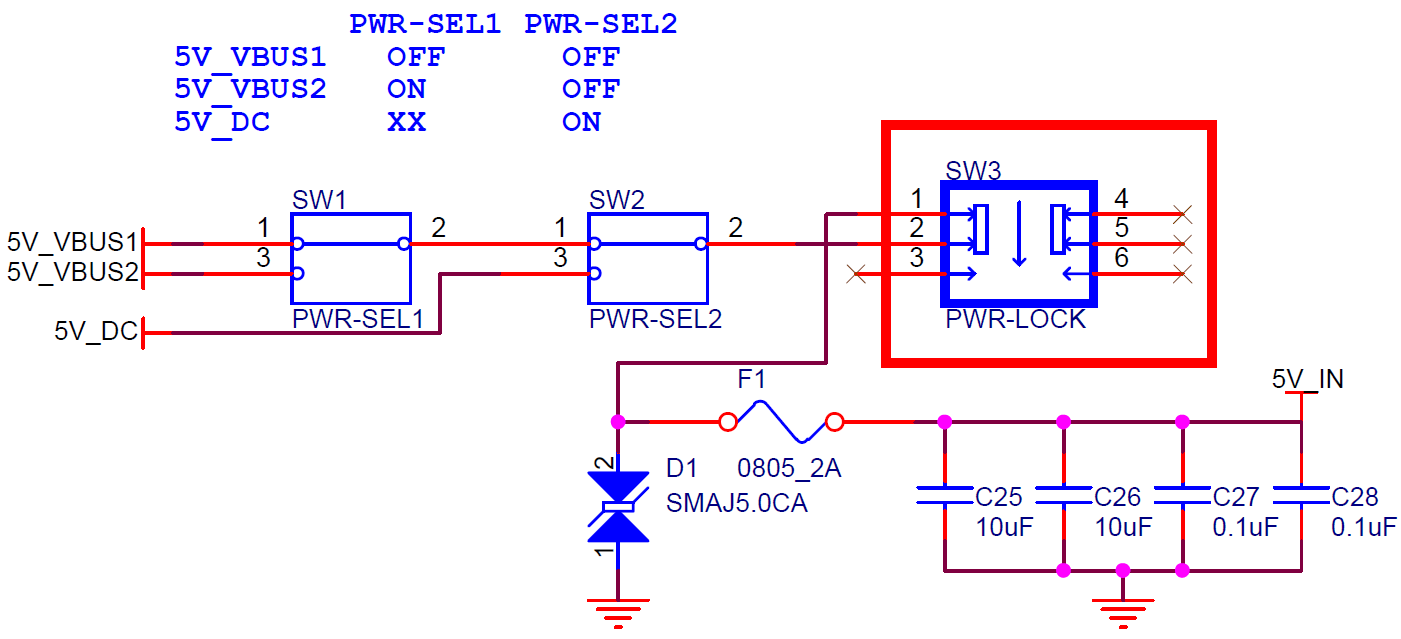 PWR-SEL1 PWR-SEL2
5V_VBUS1 OFF OFF
5V_VBUS2 ON OFF
5V_DC XX ON
SW1
SW2
SW3
1
2
1
2
1
4
5V_VBUS1
3
3
2
5
5V_VBUS2
3
6
5V_DC
PWR-SEL1
PWR-SEL2
PWR-LOCK
F1
5V_IN
2
D1
0805_2A
SMAJ5.0CA
1
C25
10uF
C26
10uF
C27
0.1uF
C28
0.1uF